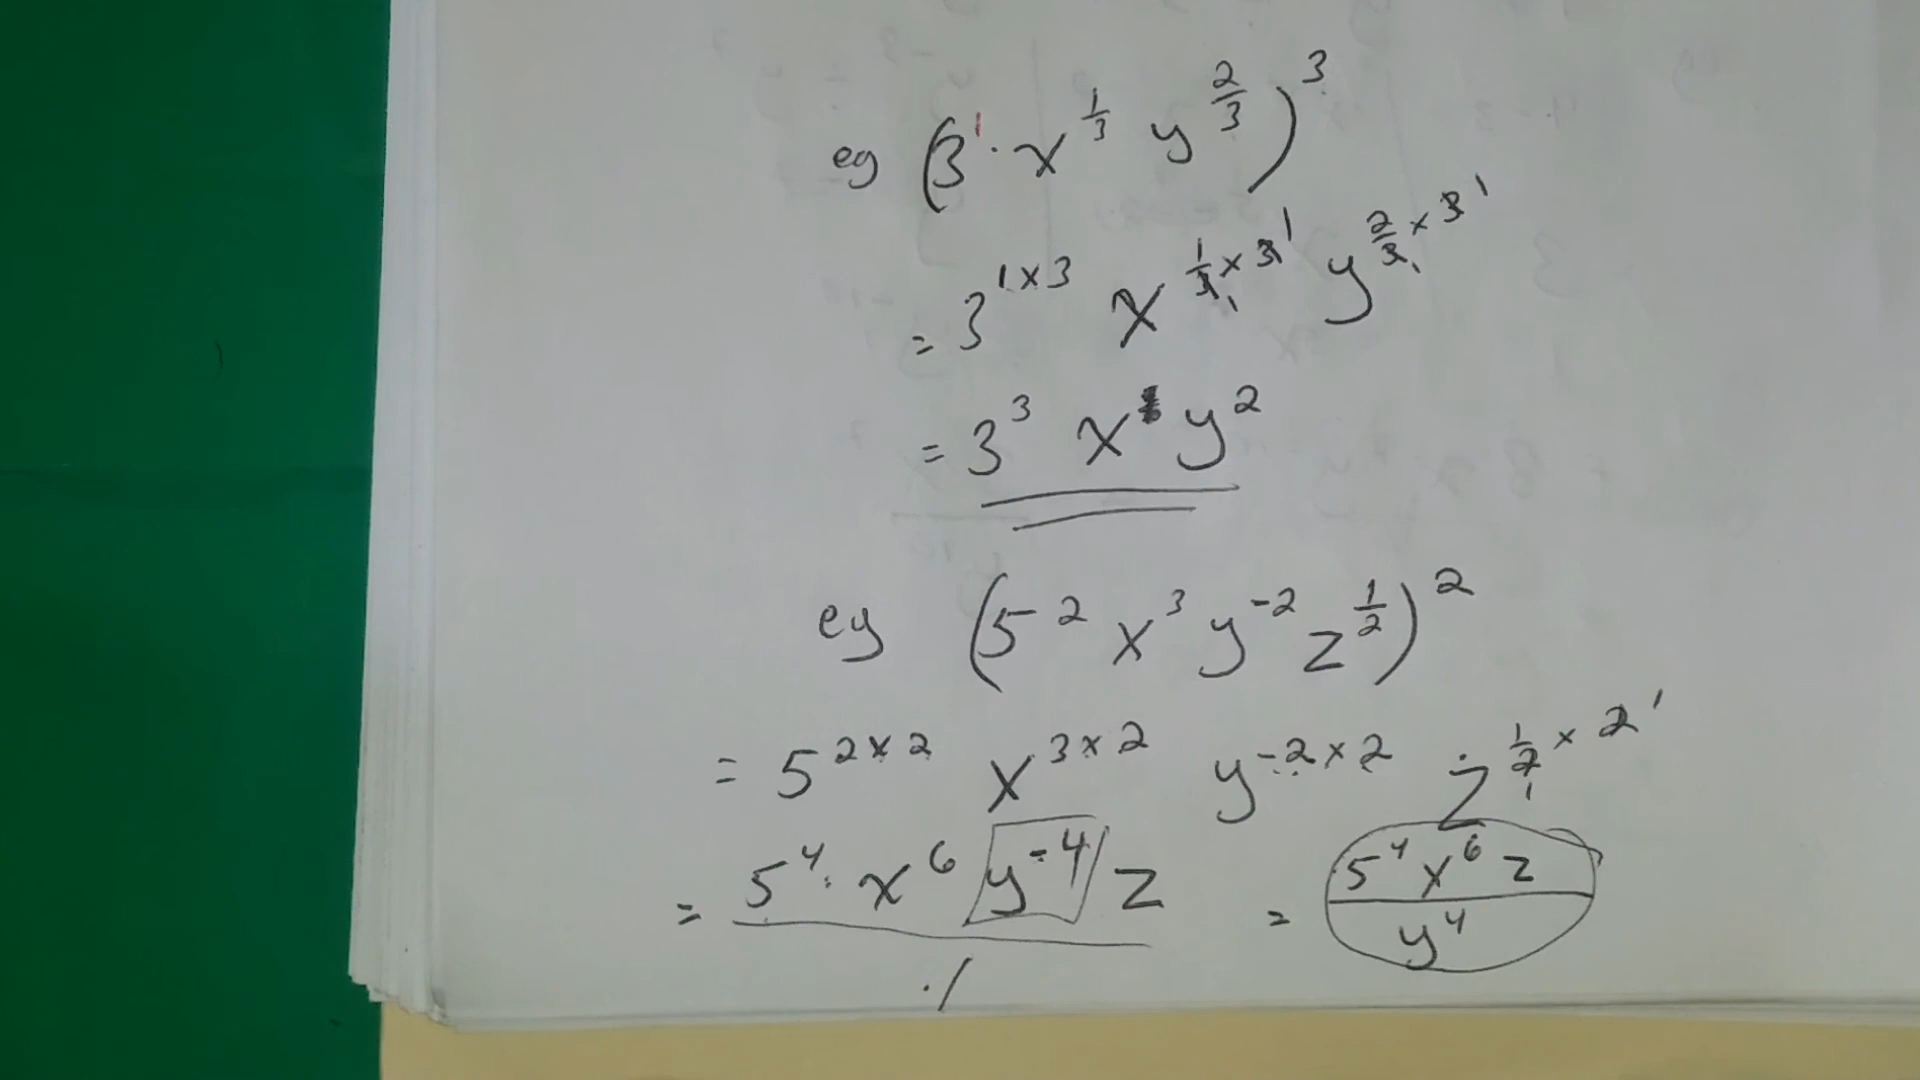 eg (3¹ · x^{1/3} y^{2/3})³
= 3^{1×3} x^{1/3×3} y^{2/3×3}
= 3³ x y²
eg (5² x³ y⁻² z^{1/2})²
= 5^{2×2} x^{3×2} y^{-2×2} z^{1/2×2}
= 5⁴ · x⁶ y⁻⁴ z / 1 = 5⁴ x⁶ z / y⁴